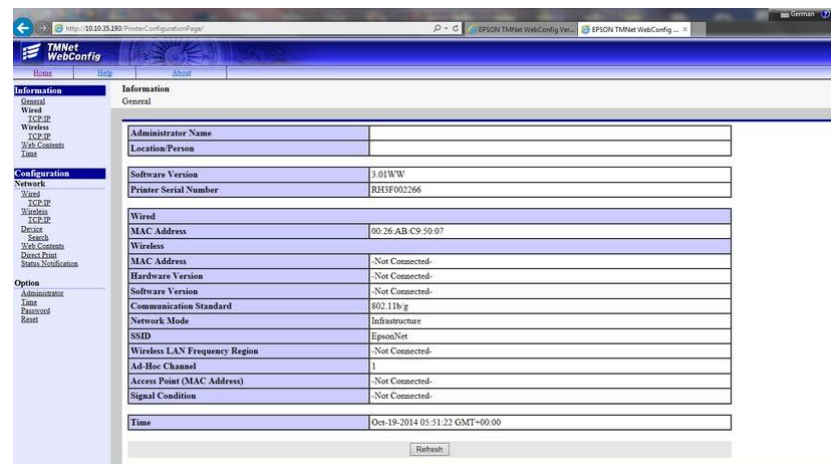 German
http://10.10.35.193/PrinterConfigurationPage/
EPSON TMNet WebConfig Ver...
EPSON TMNet WebConfig ...
TMNet
WebConfig
Home Help About
Information
General
Wired
TCP/IP
Wireless
TCP/IP
Web Contents
Time
Configuration
Network
Wired
TCP/IP
Wireless
TCP/IP
Device
Search
Web Contents
Direct Print
Status Notification
Option
Administrator
Time
Password
Reset
Information
General
Administrator Name
Location/Person
Software Version 3.01WW
Printer Serial Number RH3F002266
Wired
MAC Address 00:26:AB:C9:50:07
Wireless
MAC Address -Not Connected-
Hardware Version -Not Connected-
Software Version -Not Connected-
Communication Standard 802.11b/g
Network Mode Infrastructure
SSID EpsonNet
Wireless LAN Frequency Region -Not Connected-
Ad-Hoc Channel 1
Access Point (MAC Address) -Not Connected-
Signal Condition -Not Connected-
Time Oct-19-2014 05:51:22 GMT+00:00
Refresh